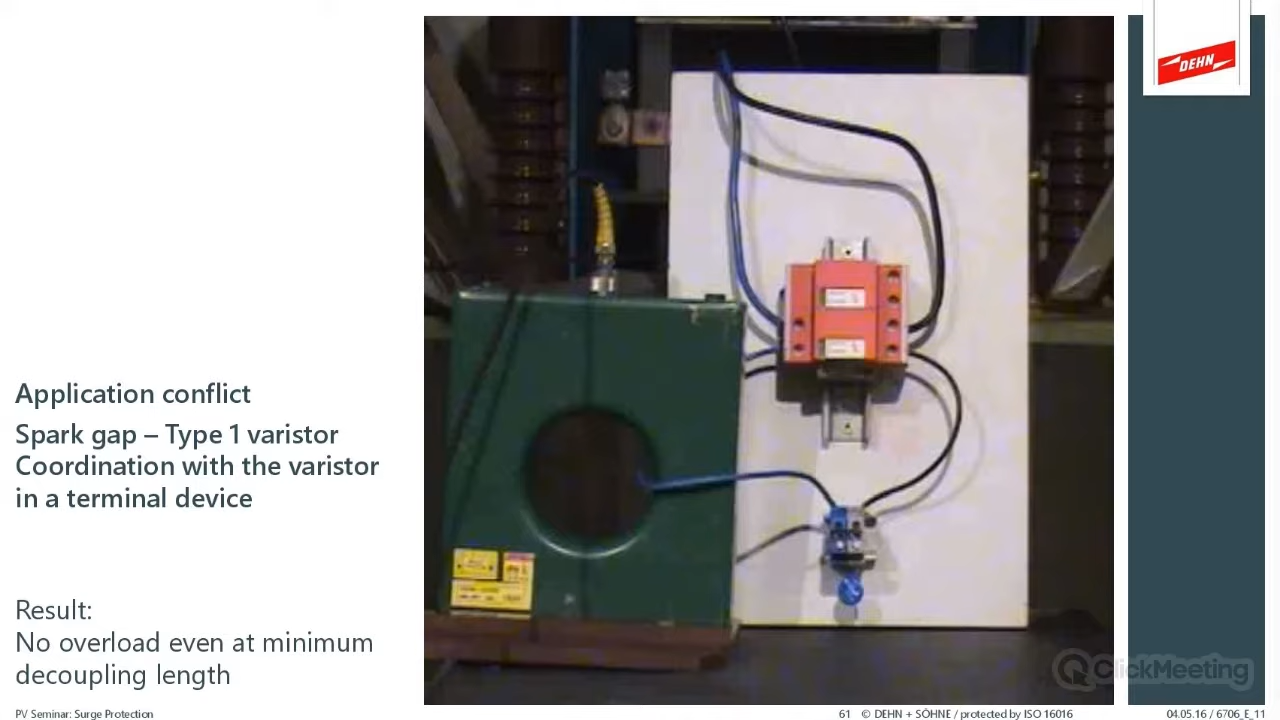 DEHN
Application conflict
Spark gap – Type 1 varistor
Coordination with the varistor
in a terminal device
Result:
No overload even at minimum
decoupling length
ClickMeeting
PV Seminar: Surge Protection
61 © DEHN + SÖHNE / protected by ISO 16016
04.05.16 / 6706_E_11